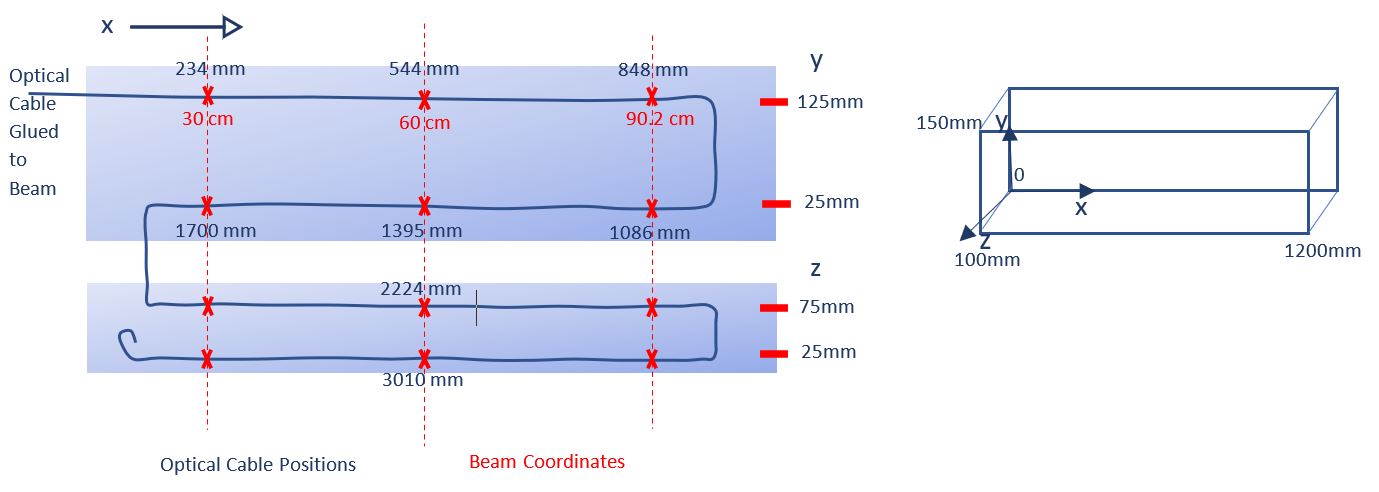 x
234 mm
544 mm
848 mm
y
Optical
Cable
Glued
to
Beam
125mm
30 cm
60 cm
90.2 cm
25mm
1700 mm
1395 mm
1086 mm
z
2224 mm
75mm
25mm
3010 mm
Optical Cable Positions
Beam Coordinates
150mm
y
0
x
z
100mm
1200mm